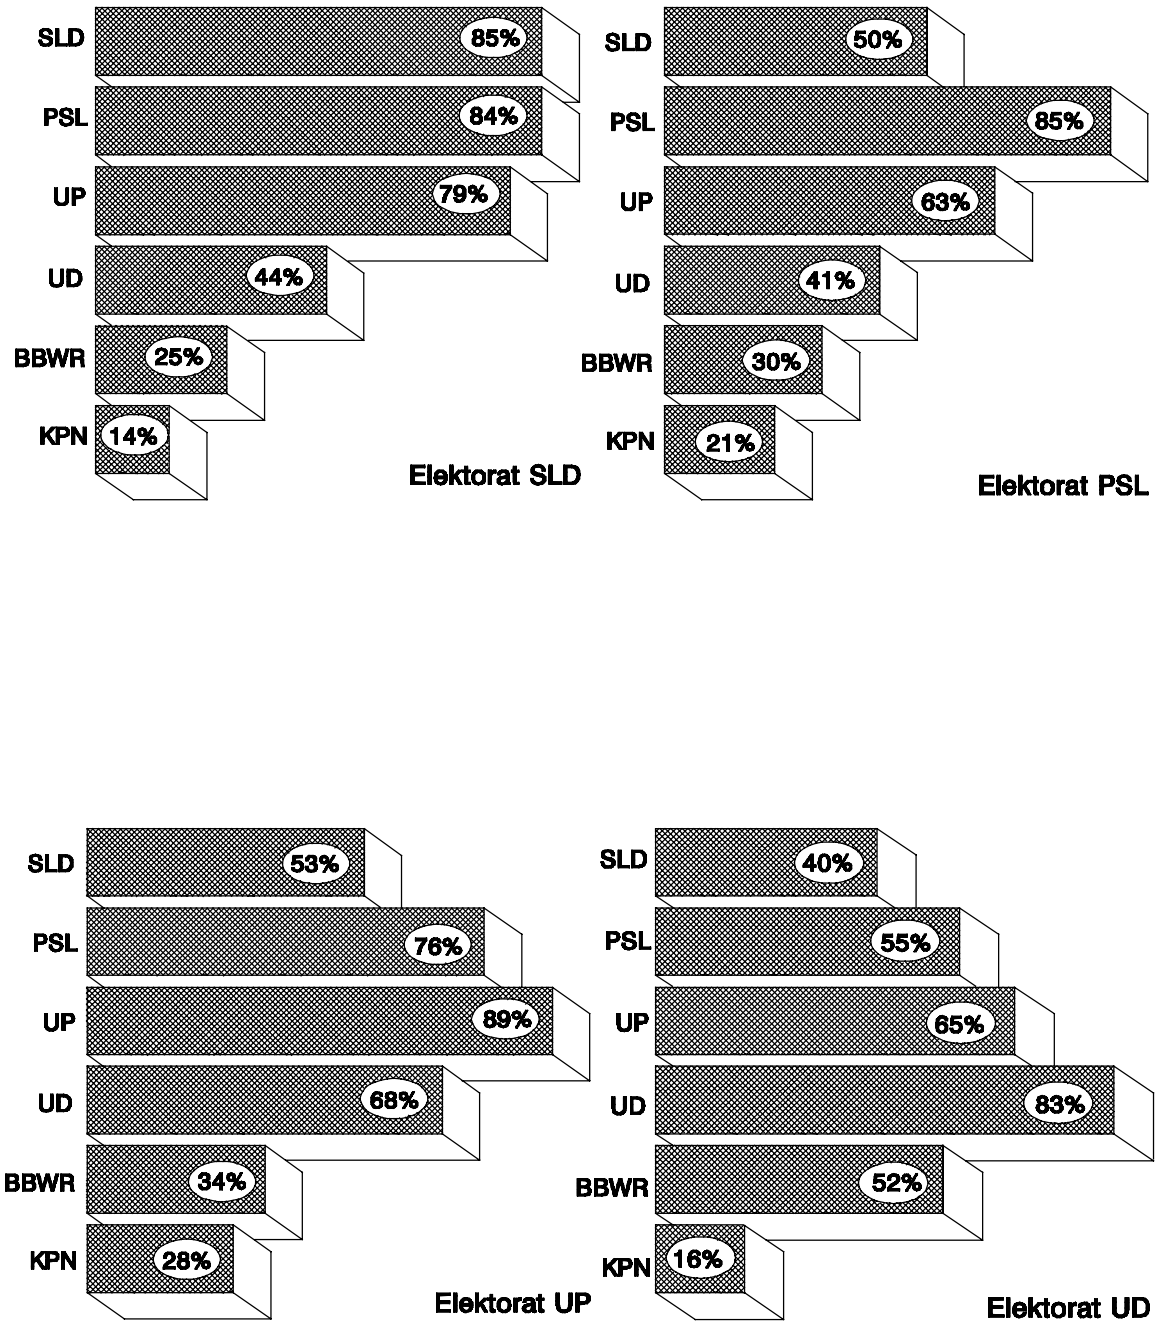 SLD 85%
PSL 84%
UP 79%
UD 44%
BBWR 25%
KPN 14%
Elektorat SLD
SLD 50%
PSL 85%
UP 63%
UD 41%
BBWR 30%
KPN 21%
Elektorat PSL
SLD 53%
PSL 76%
UP 89%
UD 68%
BBWR 34%
KPN 28%
Elektorat UP
SLD 40%
PSL 55%
UP 65%
UD 83%
BBWR 52%
KPN 16%
Elektorat UD